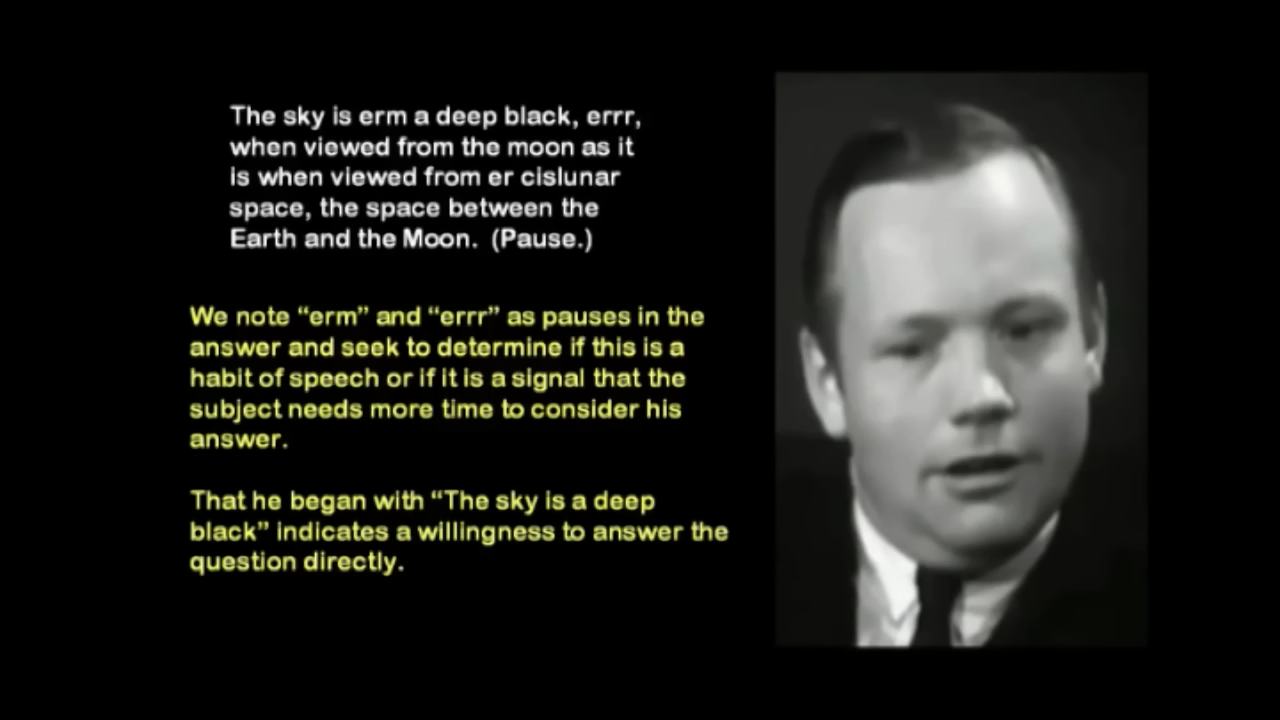 The sky is erm a deep black, errr,
when viewed from the moon as it
is when viewed from er cislunar
space, the space between the
Earth and the Moon.  (Pause.)
We note “erm” and “errr” as pauses in the
answer and seek to determine if this is a
habit of speech or if it is a signal that the
subject needs more time to consider his
answer.
That he began with “The sky is a deep
black” indicates a willingness to answer the
question directly.